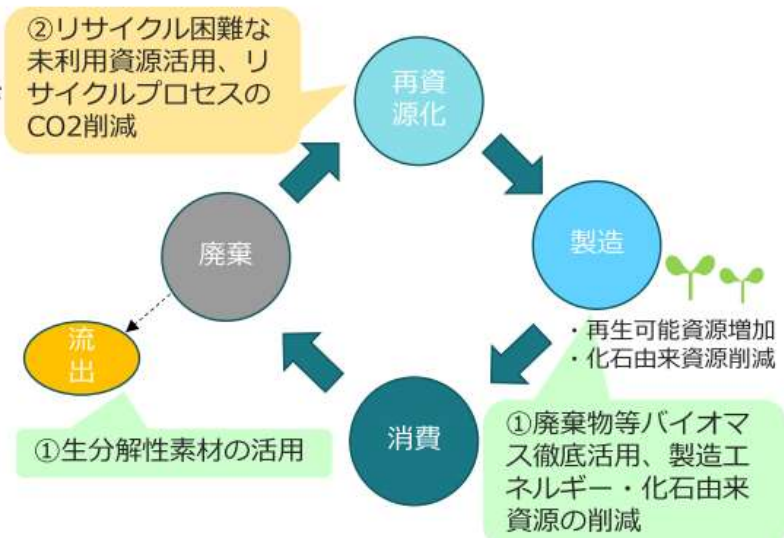 ②リサイクル困難な
未利用資源活用、リ
サイクルプロセスの
CO2削減
再資
源化
製造
廃棄
・再生可能資源増加
・化石由来資源削減
流
出
消費
①生分解性素材の活用
①廃棄物等バイオマ
ス徹底活用、製造エ
ネルギー・化石由来
資源の削減